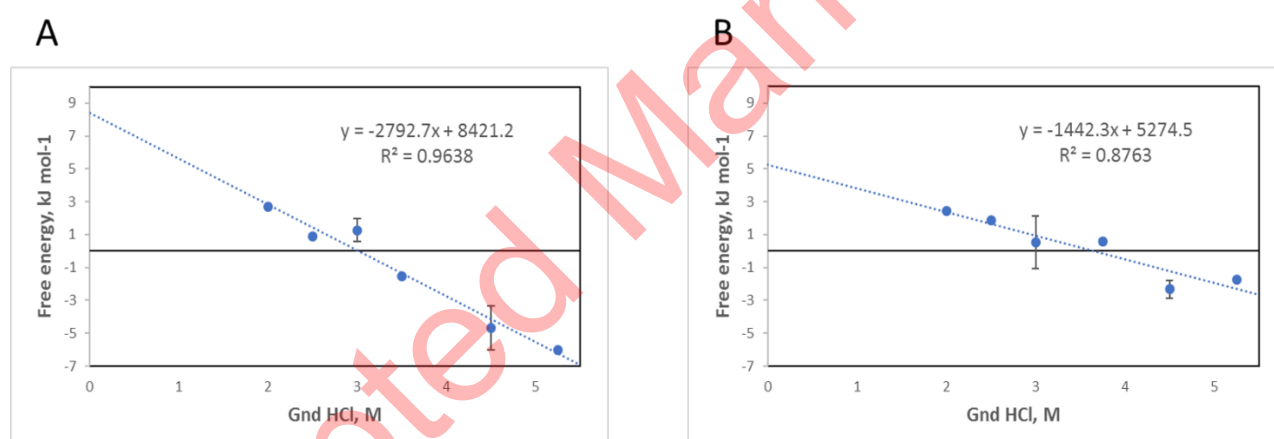 A
9
7
5
3
1
-1
-3
-5
-7
0 1 2 3 4 5
Free energy, kJ mol-1
Gnd HCl, M
y = -2792.7x + 8421.2
R² = 0.9638
B
9
7
5
3
1
-1
-3
-5
-7
0 1 2 3 4 5
Free energy, kJ mol-1
Gnd HCl, M
y = -1442.3x + 5274.5
R² = 0.8763